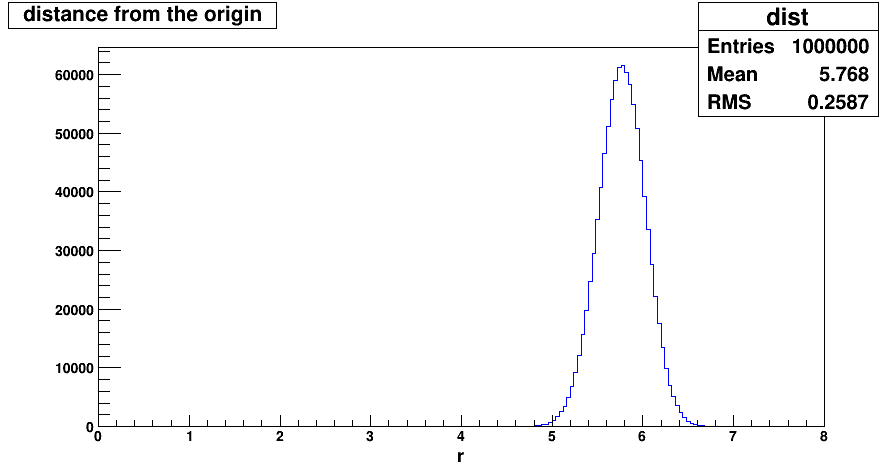 distance from the origin
dist
Entries 1000000
Mean 5.768
RMS 0.2587
60000
50000
40000
30000
20000
10000
0
0 1 2 3 4 5 6 7 8
r